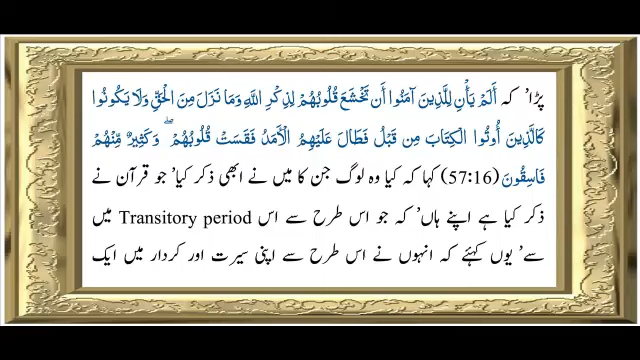 پڑا’ کہ أَلَمْ يَأْنِ لِلَّذِينَ آمَنُوا أَن تَخْشَعَ قُلُوبُهُمْ لِذِكْرِ اللَّهِ وَمَا نَزَلَ مِنَ الْحَقِّ وَلَا يَكُونُوا
كَالَّذِينَ أُوتُوا الْكِتَابَ مِن قَبْلُ فَطَالَ عَلَيْهِمُ الْأَمَدُ فَقَسَتْ قُلُوبُهُمْ ۖ وَكَثِيرٌ مِّنْهُمْ
فَاسِقُونَ (57:16) کہا کہ کیا وہ لوگ جن کا میں نے ابھی ذکر کیا’ جو قرآن نے
ذکر کیا ہے اپنے ہاں’ کہ جو اس طرح سے اس Transitory period میں
سے’ یوں کہئے کہ انہوں نے اس طرح سے اپنی سیرت اور کردار میں ایک